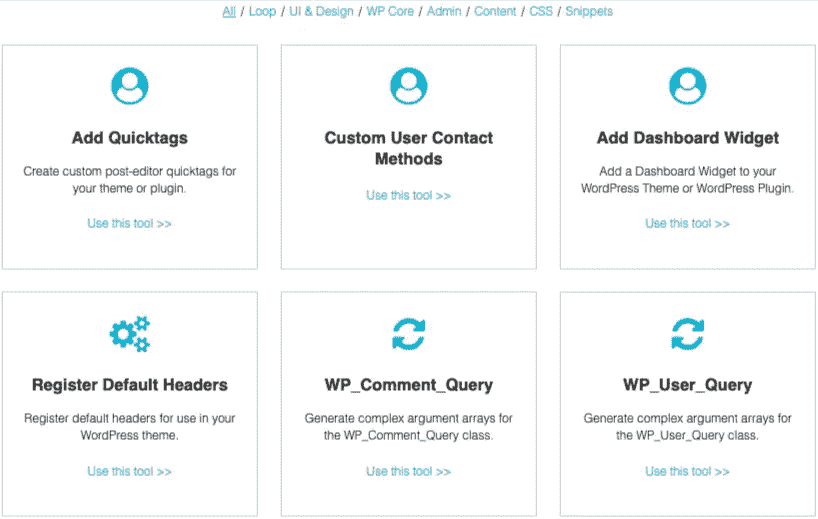 All / Loop / UI & Design / WP Core / Admin / Content / CSS / Snippets
Add Quicktags
Create custom post-editor quicktags for
your theme or plugin.
Use this tool >>
Custom User Contact
Methods
Use this tool >>
Add Dashboard Widget
Add a Dashboard Widget to your
WordPress Theme or WordPress Plugin.
Use this tool >>
Register Default Headers
Register default headers for use in your
WordPress theme.
Use this tool >>
WP_Comment_Query
Generate complex argument arrays for
the WP_Comment_Query class.
Use this tool >>
WP_User_Query
Generate complex argument arrays for
the WP_User_Query class.
Use this tool >>